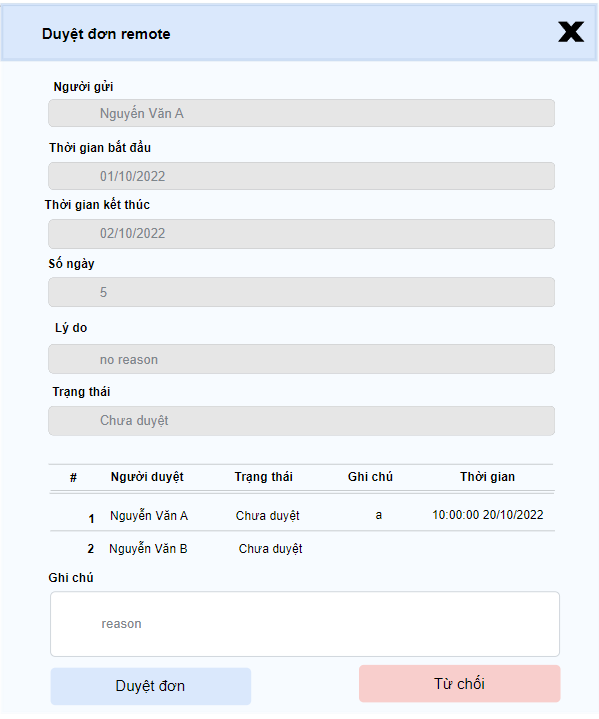 Duyệt đơn remote X
Người gửi
Nguyễn Văn A
Thời gian bắt đầu
01/10/2022
Thời gian kết thúc
02/10/2022
Số ngày
5
Lý do
no reason
Trạng thái
Chưa duyệt
# Người duyệt Trạng thái Ghi chú Thời gian
1 Nguyễn Văn A Chưa duyệt a 10:00:00 20/10/2022
2 Nguyễn Văn B Chưa duyệt
Ghi chú
reason
Duyệt đơn Từ chối